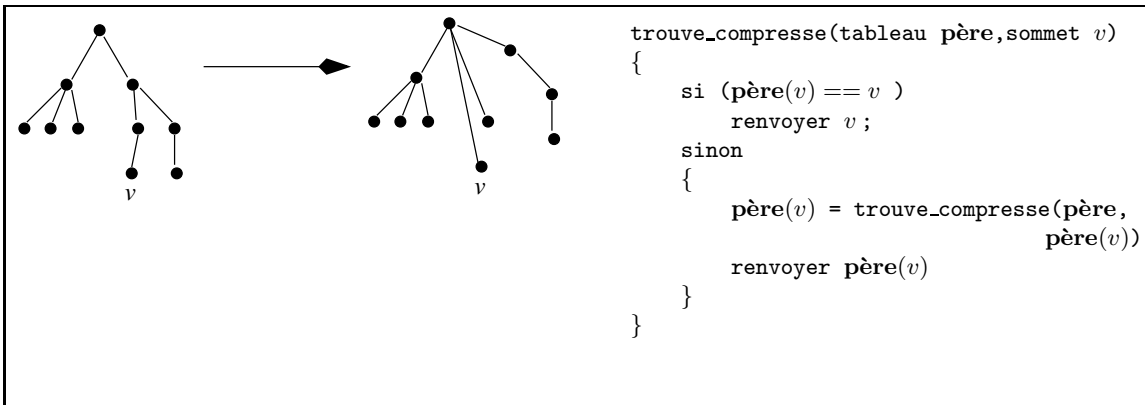 v
v
trouve_compresse(tableau père,sommet v)
{
si (père(v) == v )
renvoyer v ;
sinon
{
père(v) = trouve_compresse(père,
père(v))
renvoyer père(v)
}
}